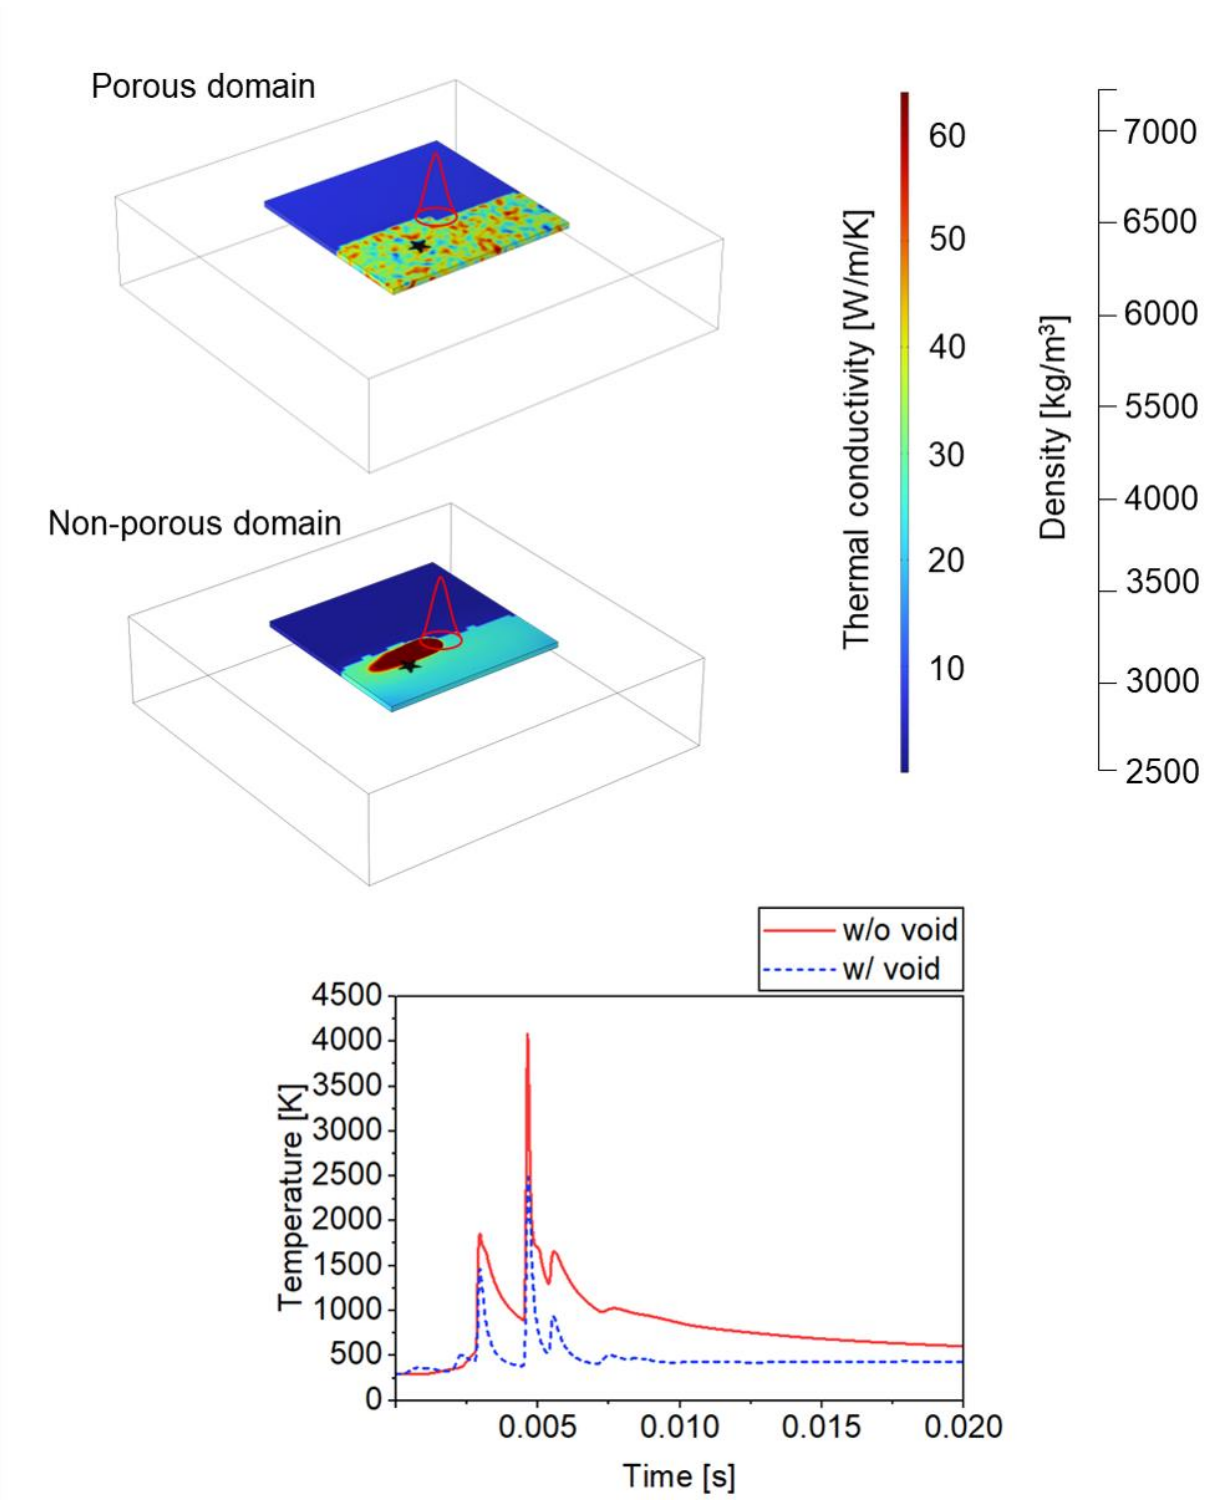 Porous domain
Non-porous domain
Thermal conductivity [W/m/K]
60
50
40
30
20
10
Density [kg/m³]
7000
6500
6000
5500
4000
3500
3000
2500
w/o void
w/ void
Temperature [K]
4500
4000
3500
3000
2500
2000
1500
1000
500
0
0.005 0.010 0.015 0.020
Time [s]